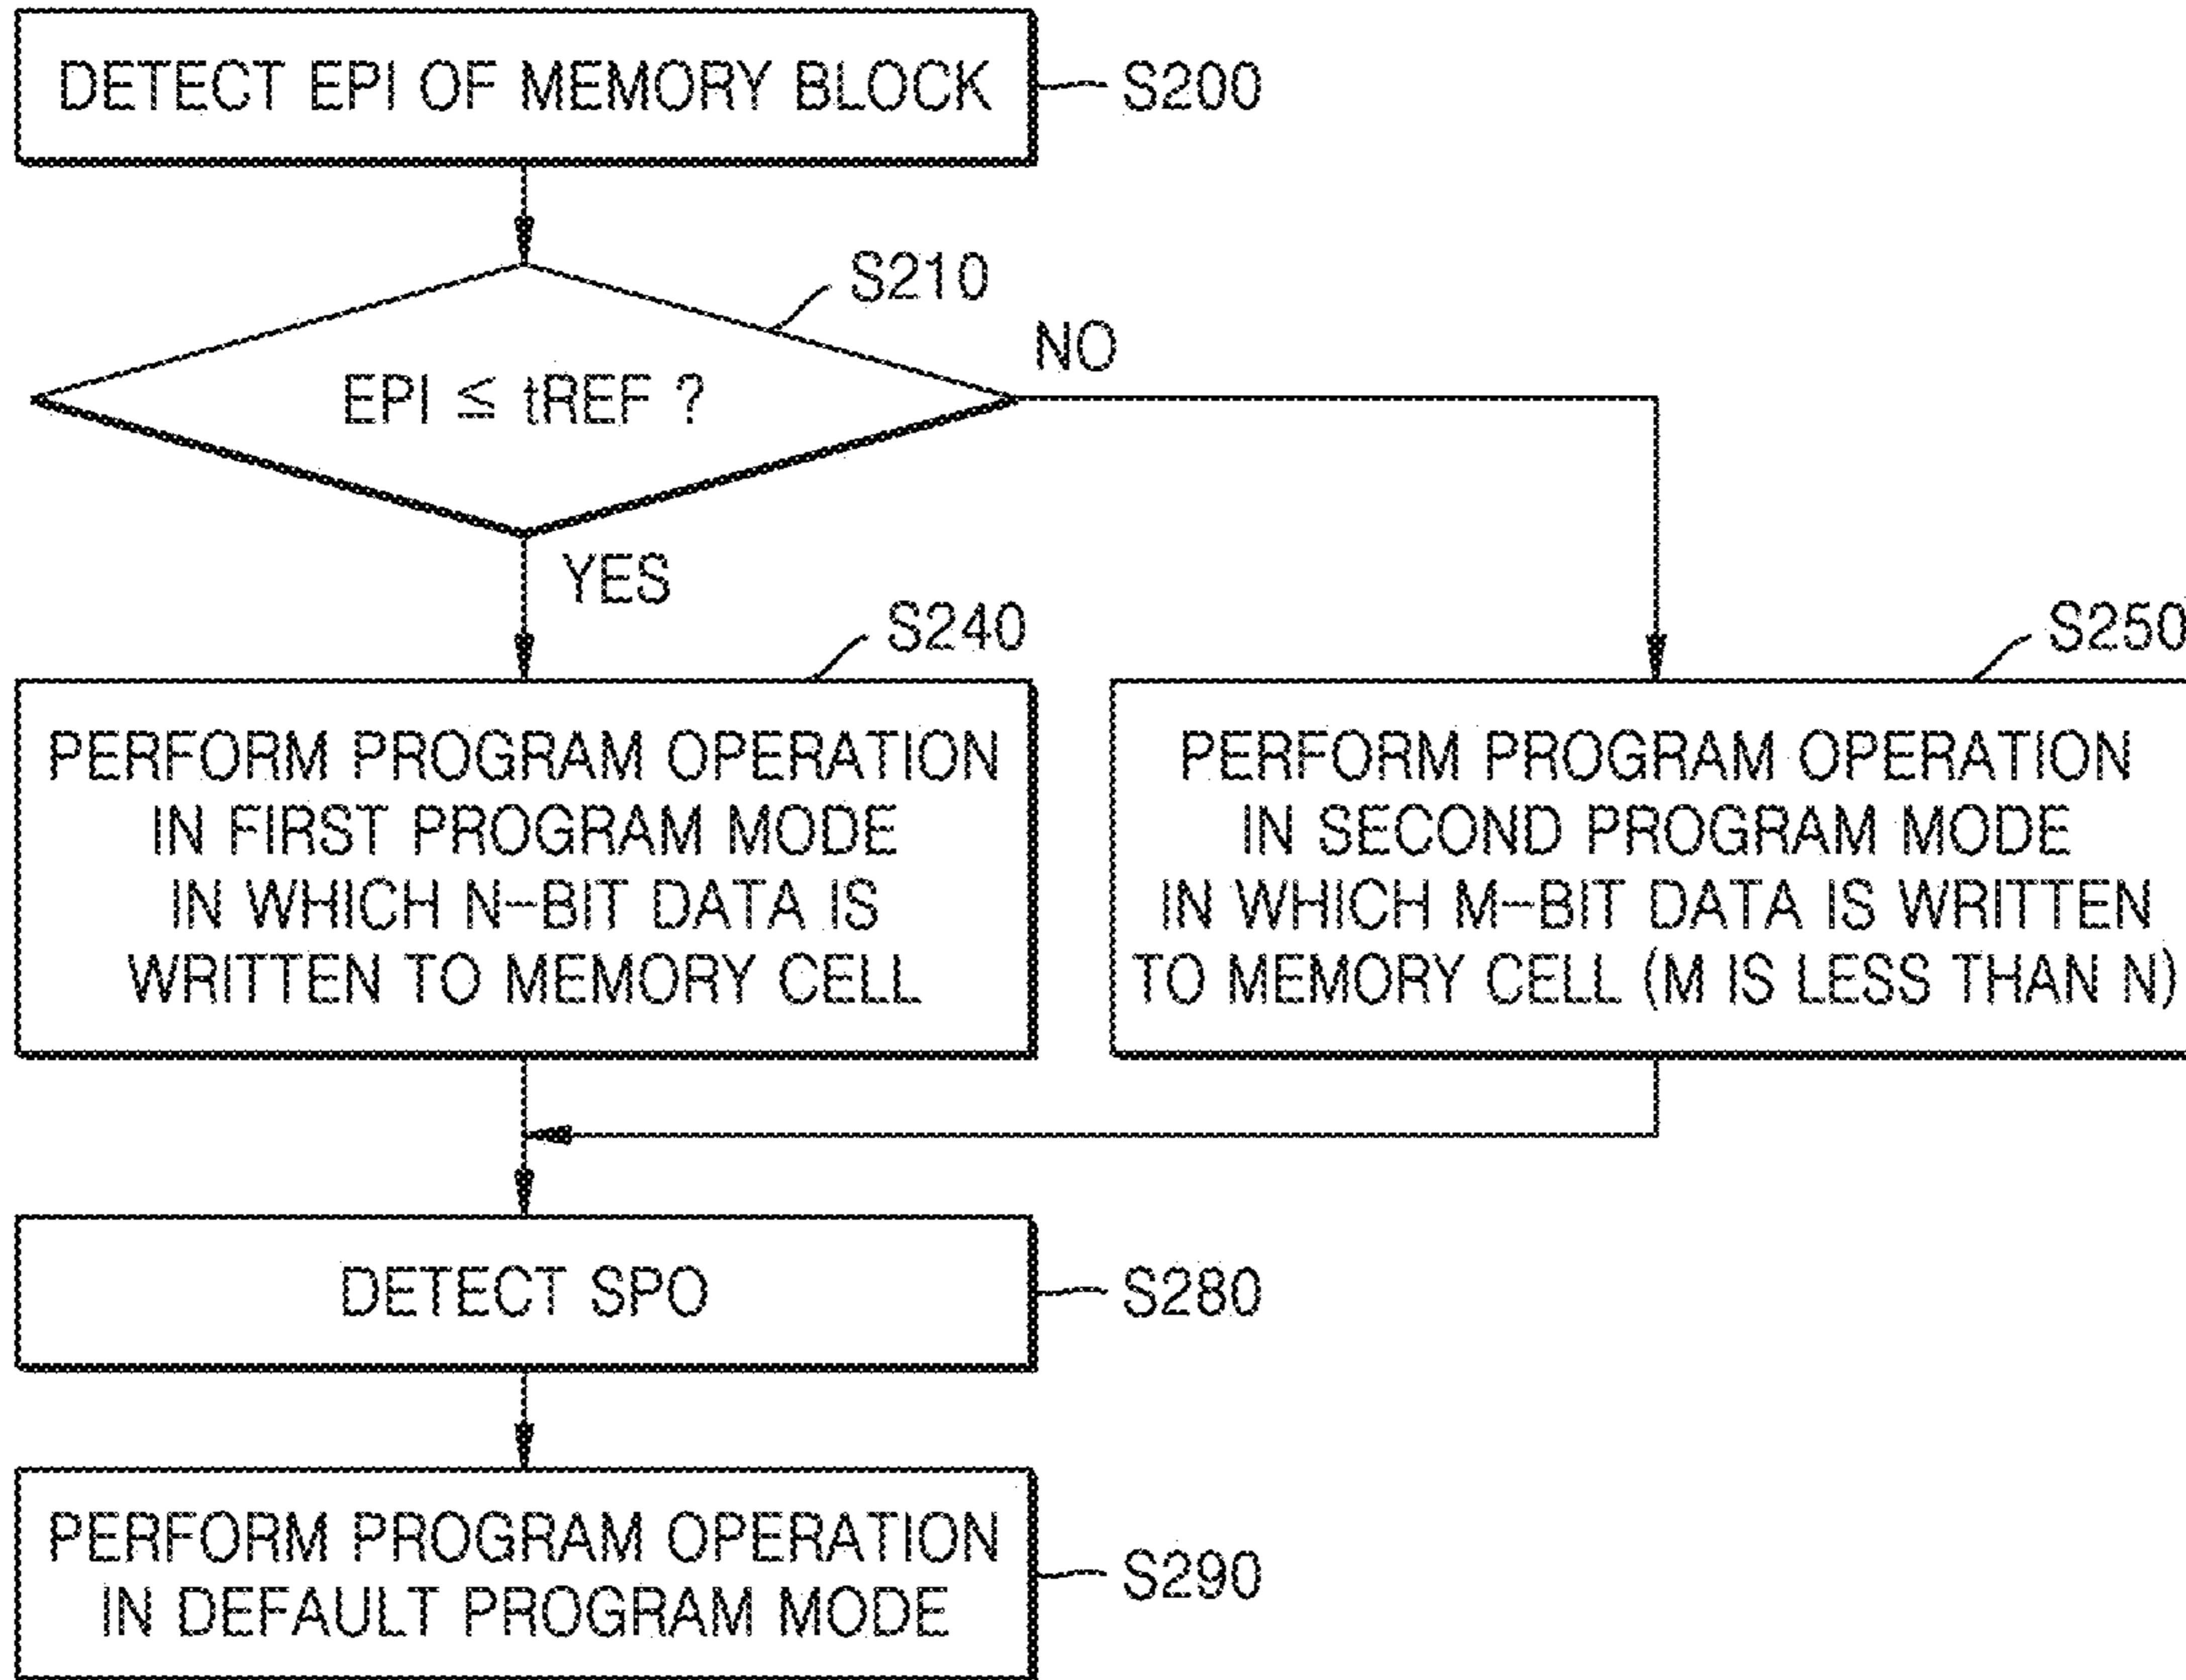 DETECT EPI OF MEMORY BLOCK
S200
S210
EPI ≤ tREF ?
NO
YES
S240
PERFORM PROGRAM OPERATION
IN FIRST PROGRAM MODE
IN WHICH N-BIT DATA IS
WRITTEN TO MEMORY CELL
S250
PERFORM PROGRAM OPERATION
IN SECOND PROGRAM MODE
IN WHICH M-BIT DATA IS WRITTEN
TO MEMORY CELL (M IS LESS THAN N)
DETECT SPO
S280
PERFORM PROGRAM OPERATION
IN DEFAULT PROGRAM MODE
S290